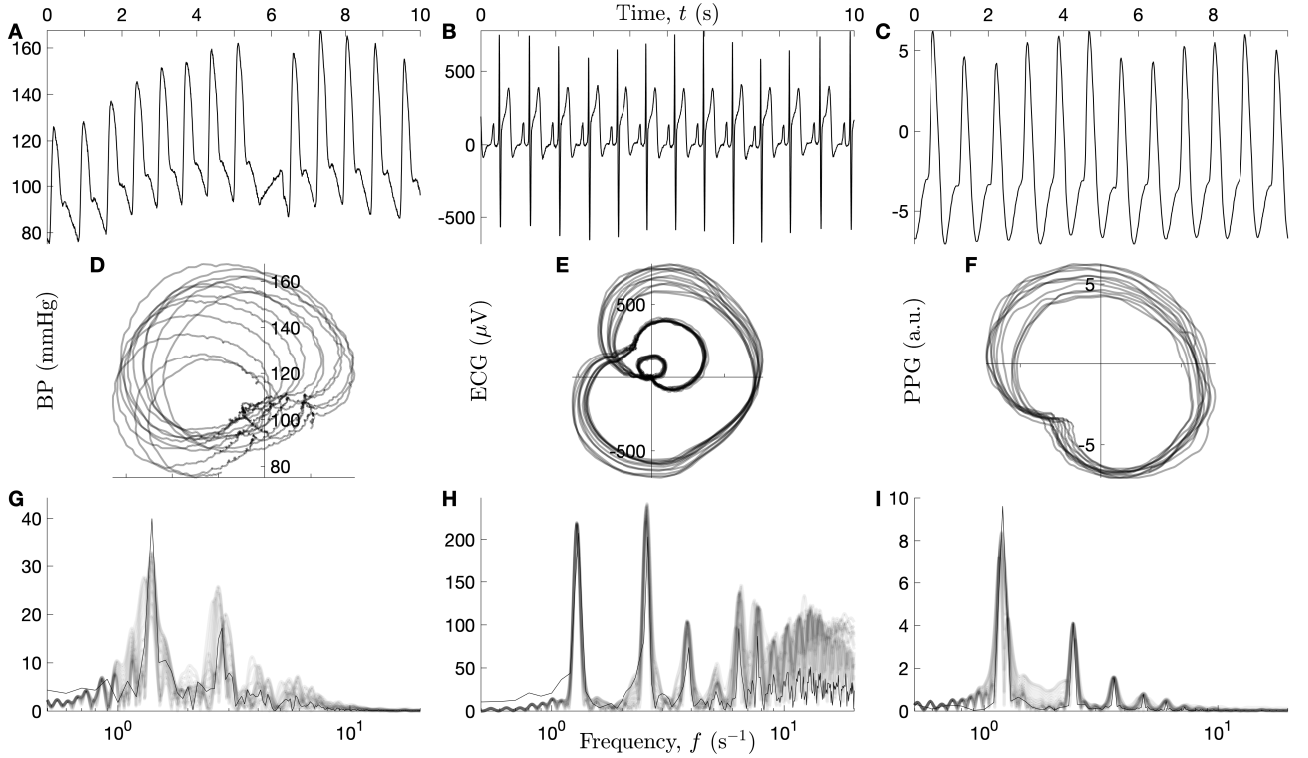 0 2 4 6 8 10 0 Time, t (s) 10 0 2 4 6 8
A B C
160 140 120 100 80
500 0 -500
5 0 -5
D E F
BP (mmHg) 160 140 120 100 80
ECG (μV) 500 -500
PPG (a.u.) 5 -5
G H I
40 30 20 10 0
200 150 100 50 0
10 8 6 4 2 0
10⁰ 10¹ 10⁰ 10¹ 10⁰ 10¹
Frequency, f (s⁻¹)